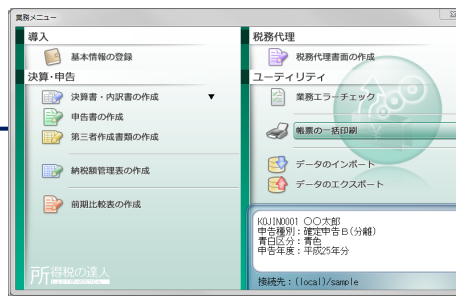 業務メニュー
導入
基本情報の登録
決算・申告
決算書・内訳書の作成 ▼
申告書の作成
第三者作成書類の作成
納税額管理表の作成
前期比較表の作成
所得税の達人
税務代理
税務代理書面の作成
ユーティリティ
業務エラーチェック
帳票の一括印刷
データのインポート
データのエクスポート
KOJIN0001 〇〇太郎
申告種別：確定申告B(分離)
青白区分：青色
申告年度：平成25年分
接続先：(local)/sample